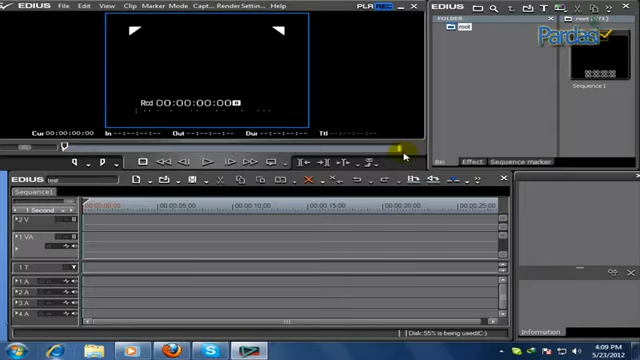 EDIUS File Edit View Clip Marker Mode Capt... Render Settin... PLR REC
EDIUS
FOLDER
root
root
Pardasi
Sequence1
Rcd 00:00:00:00
Cur 00:00:00:00 In --:--:--:-- Out --:--:--:-- Dur --:--:--:-- Ttl --:--:--:--
Bin Effect Sequence marker
EDIUS test
Sequence1
1 Second
00:00:00:00 00:00:05:00 00:00:10:00 00:00:15:00 00:00:20:00 00:00:25:00
2 V
1 VA
1 T
1 A
2 A
3 A
4 A
Disk:55% is being used(C:)
Information
4:09 PM
5/23/2012